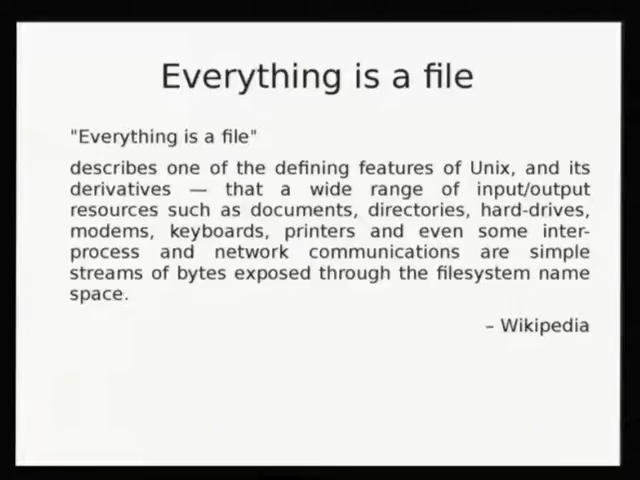 Everything is a file
"Everything is a file"
describes one of the defining features of Unix, and its
derivatives — that a wide range of input/output
resources such as documents, directories, hard-drives,
modems, keyboards, printers and even some inter-
process and network communications are simple
streams of bytes exposed through the filesystem name
space.
– Wikipedia